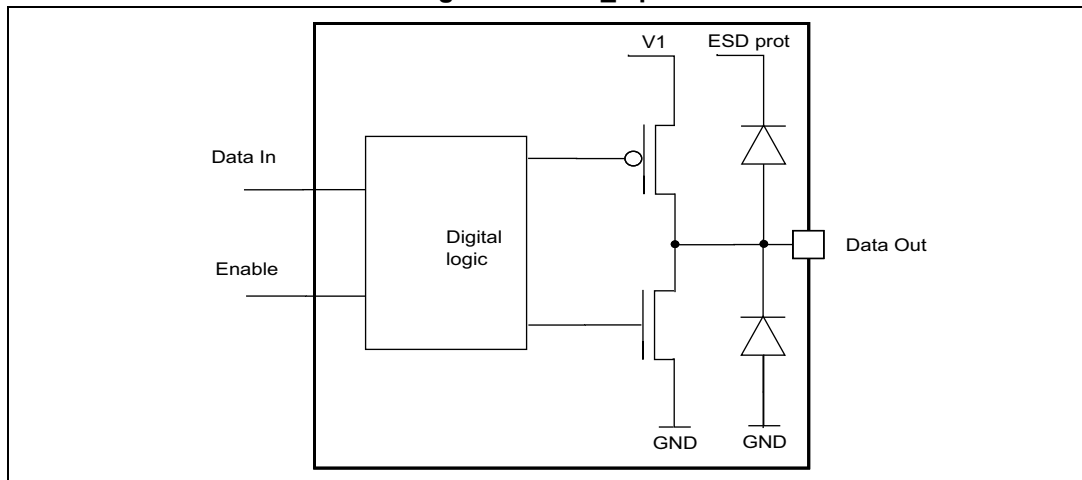 V1
ESD prot
Data In
Digital
logic
Data Out
Enable
GND
GND